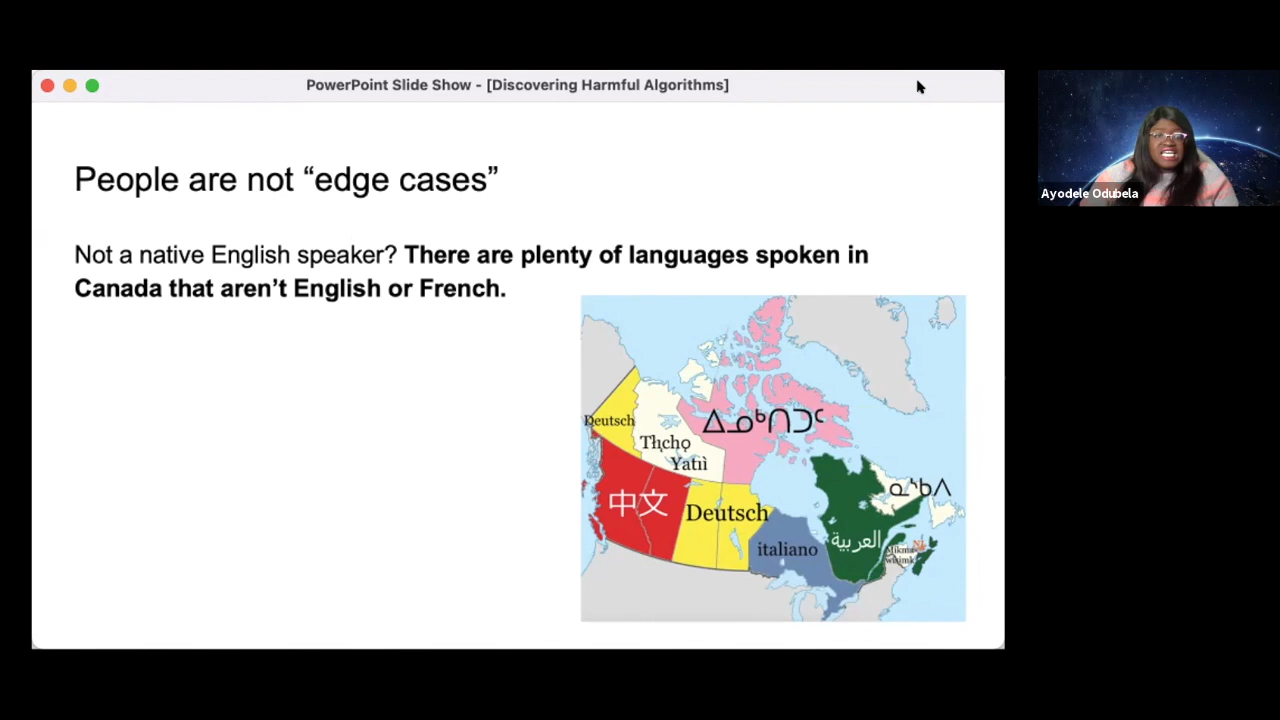 PowerPoint Slide Show - [Discovering Harmful Algorithms]
People are not “edge cases”
Not a native English speaker? There are plenty of languages spoken in
Canada that aren’t English or French.
Deutsch
Tłı̨chǫ
Yatıì
ᐃᓄᒃᑎᑐᑦ
中文
Deutsch
italiano
العربية
Ayodele Odubela